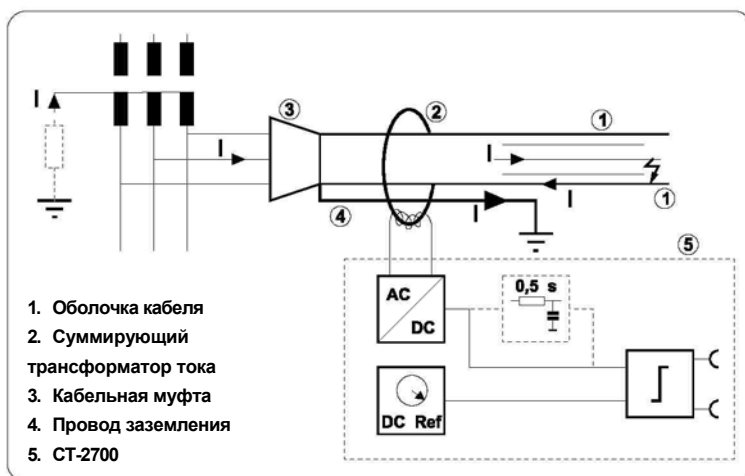 I
3
2
1
I
I
I
1
4
I
5
AC
DC
0,5 s
DC Ref
1. Оболочка кабеля
2. Суммирующий
трансформатор тока
3. Кабельная муфта
4. Провод заземления
5. СТ-2700